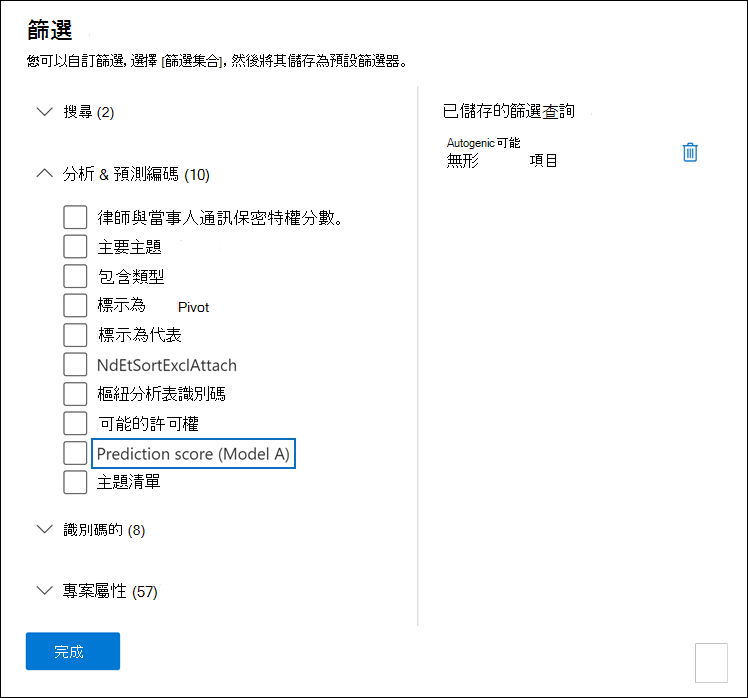 篩選
您可以自訂篩選, 選擇 [篩選集合], 然後將其儲存為預設篩選器。
搜尋 (2)
分析 & 預測編碼 (10)
律師與當事人通訊保密特權分數。
主要主題
包含類型
標示為 Pivot
標示為代表
NdEtSortExclAttach
樞紐分析表識別碼
可能的許可權
Prediction score (Model A)
主題清單
識別碼的 (8)
專案屬性 (57)
完成
已儲存的篩選查詢
Autogenic 可能
無形 項目